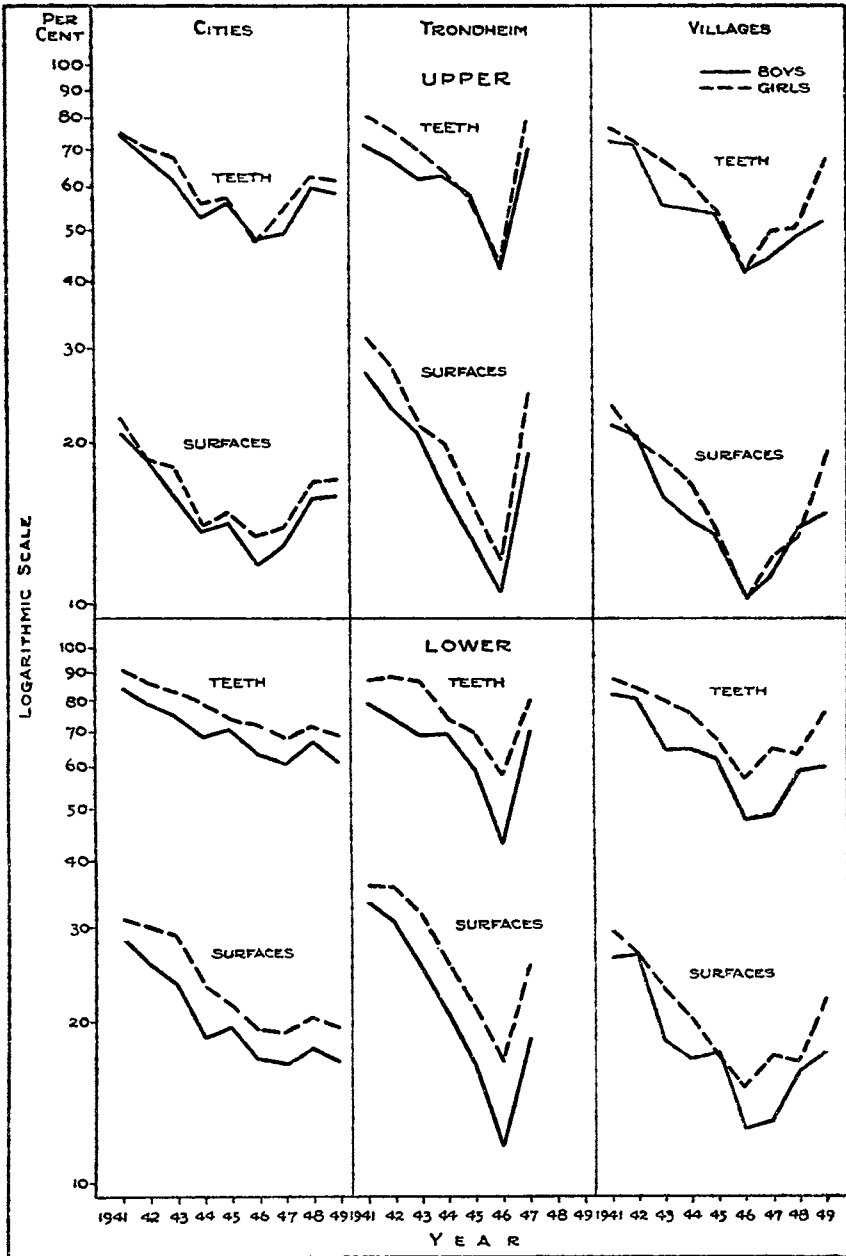 PER CENT
CITIES
TRONDHEIM
VILLAGES
UPPER
BOYS
GIRLS
100
90
80
70
60
50
40
30
20
10
TEETH
TEETH
TEETH
SURFACES
SURFACES
SURFACES
LOGARITHMIC SCALE
LOWER
100
90
80
70
60
50
40
30
20
10
TEETH
TEETH
TEETH
SURFACES
SURFACES
SURFACES
1941 42 43 44 45 46 47 48 49 1941 42 43 44 45 46 47 48 49 1941 42 43 44 45 46 47 48 49
YEAR